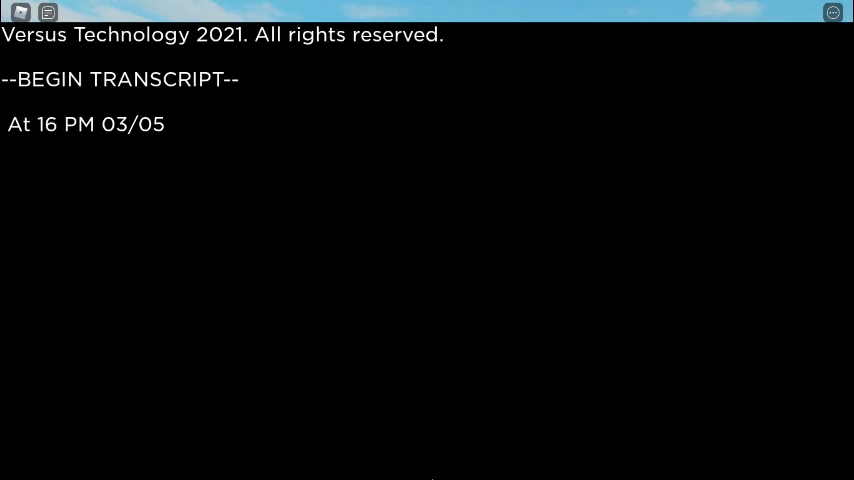 Versus Technology 2021. All rights reserved.
--BEGIN TRANSCRIPT--
At 16 PM 03/05